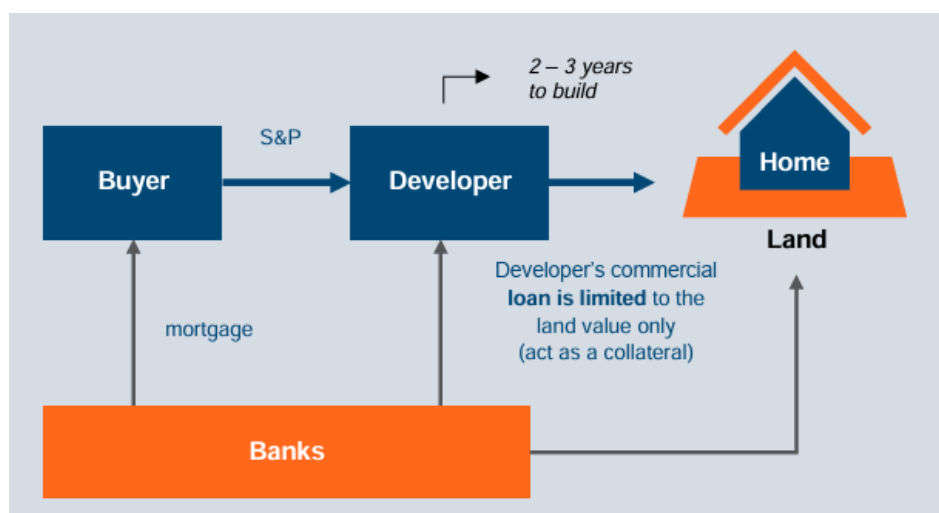 2 – 3 years
to build
S&P
Buyer
Developer
Home
Land
Developer's commercial
loan is limited to the
land value only
(act as a collateral)
mortgage
Banks